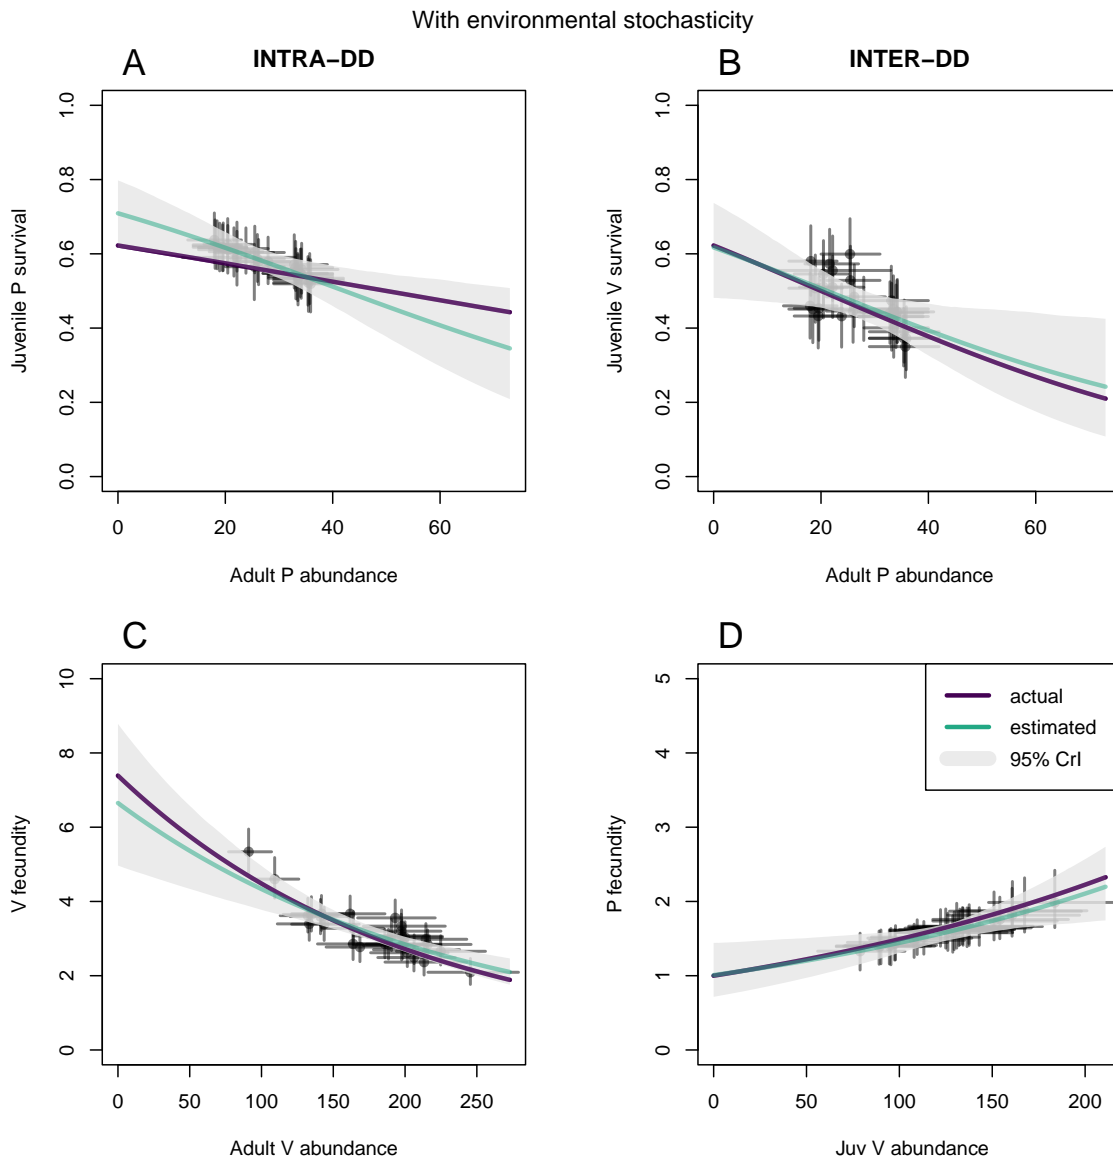 With environmental stochasticity
A
INTRA−DD
Juvenile P survival
1.0
0.8
0.6
0.4
0.2
0.0
0
20
40
60
Adult P abundance
B
INTER−DD
Juvenile V survival
1.0
0.8
0.6
0.4
0.2
0.0
0
20
40
60
Adult P abundance
C
V fecundity
10
8
6
4
2
0
0
50
100
150
200
250
Adult V abundance
D
P fecundity
5
4
3
2
1
0
0
50
100
150
200
Juv V abundance
actual
estimated
95% CrI